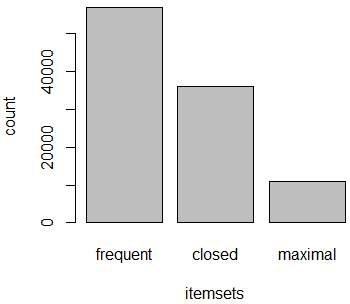 count
40000
20000
0
frequent closed maximal
itemsets